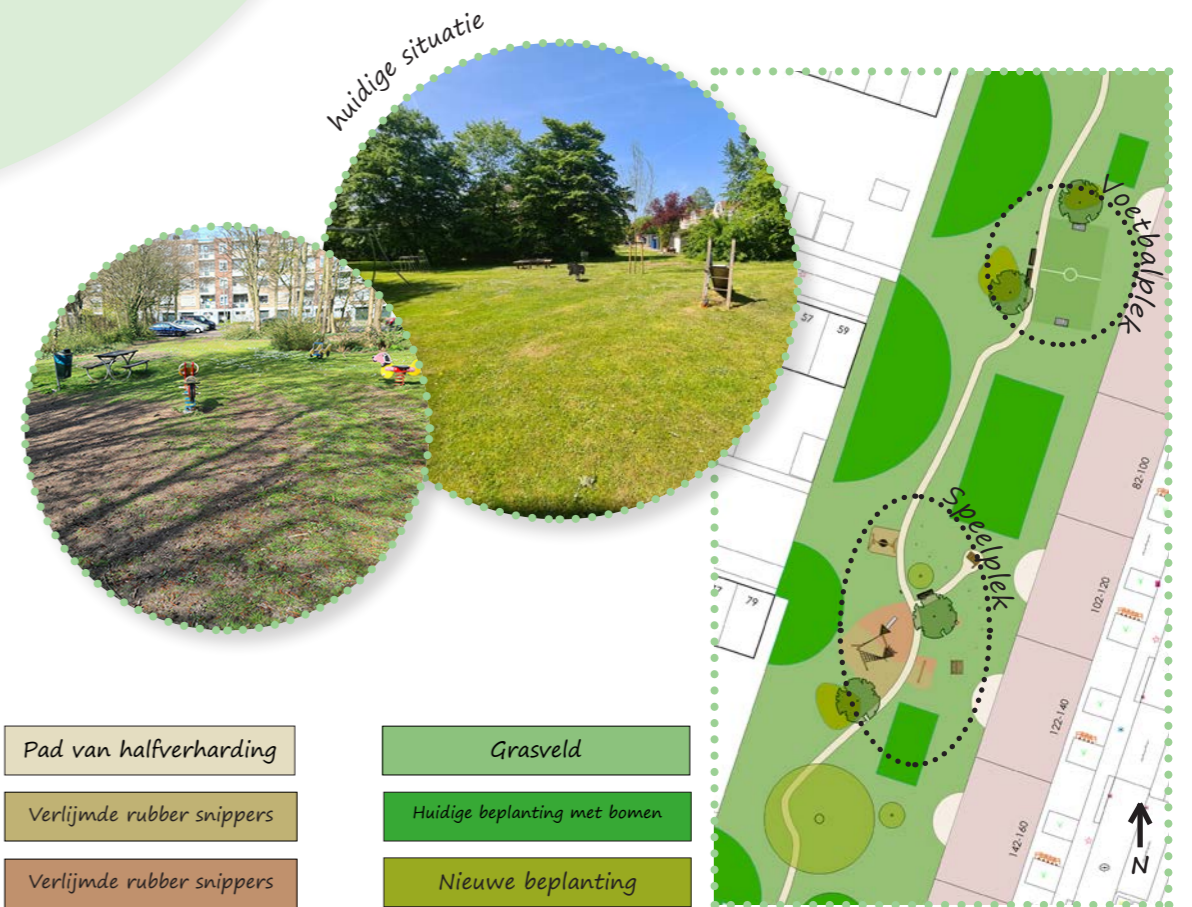 huidige situatie
Voetbalplek
57
59
82-100
Speelplek
102-120
79
122-140
142-160
N
Pad van halfverharding
Grasveld
Verlijmde rubber snippers
Huidige beplanting met bomen
Verlijmde rubber snippers
Nieuwe beplanting